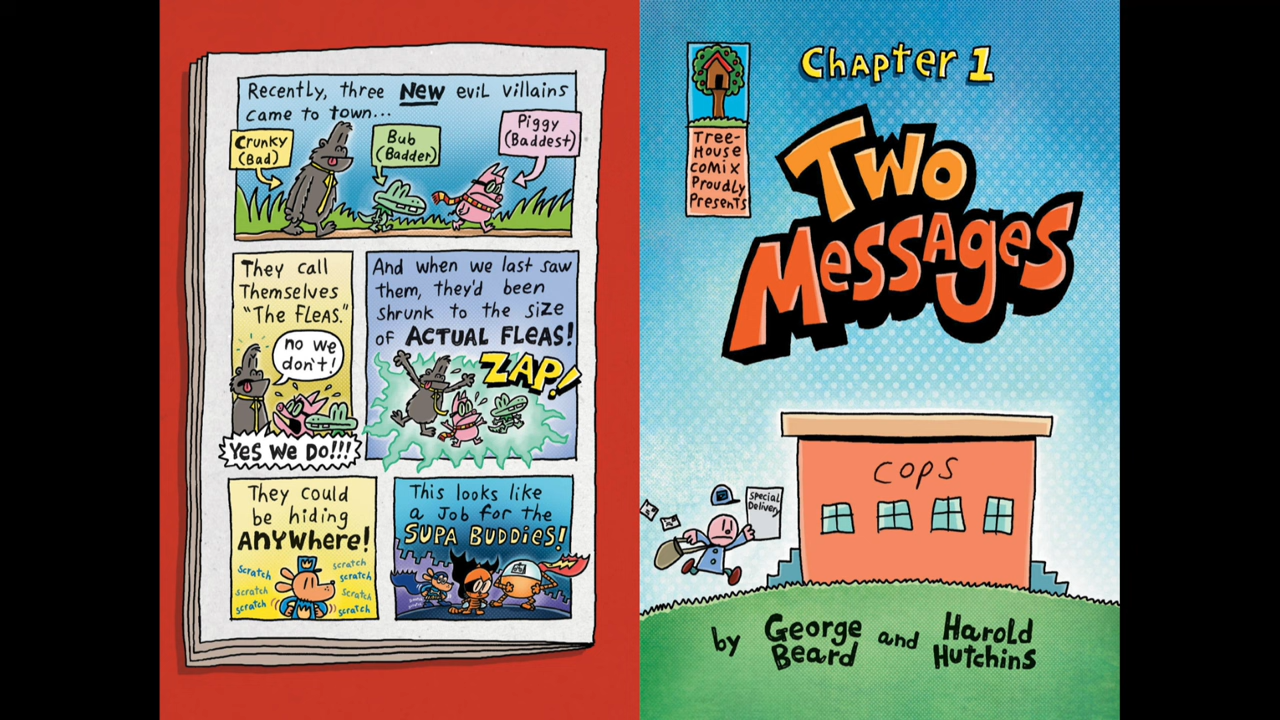 Recently, three NEW evil villains
came to town...
Crunky
(Bad)
Bub
(Badder)
Piggy
(Baddest)
They call
Themselves
"The FLEAS."
no we
don't!
YES WE DO!!!
And when we last saw
them, they'd been
shrunk to the size
of ACTUAL FLEAS!
ZAP!
They could
be hiding
ANYWHERE!
scratch
scratch
scratch
scratch
scratch
scratch
scratch
This looks like
a Job for the
SUPA BUDDIES!
Chapter 1
TREE-
House
comix
Proudly
Presents
Two
Messages
COPS
Special
Delivery
by George Beard and Harold Hutchins